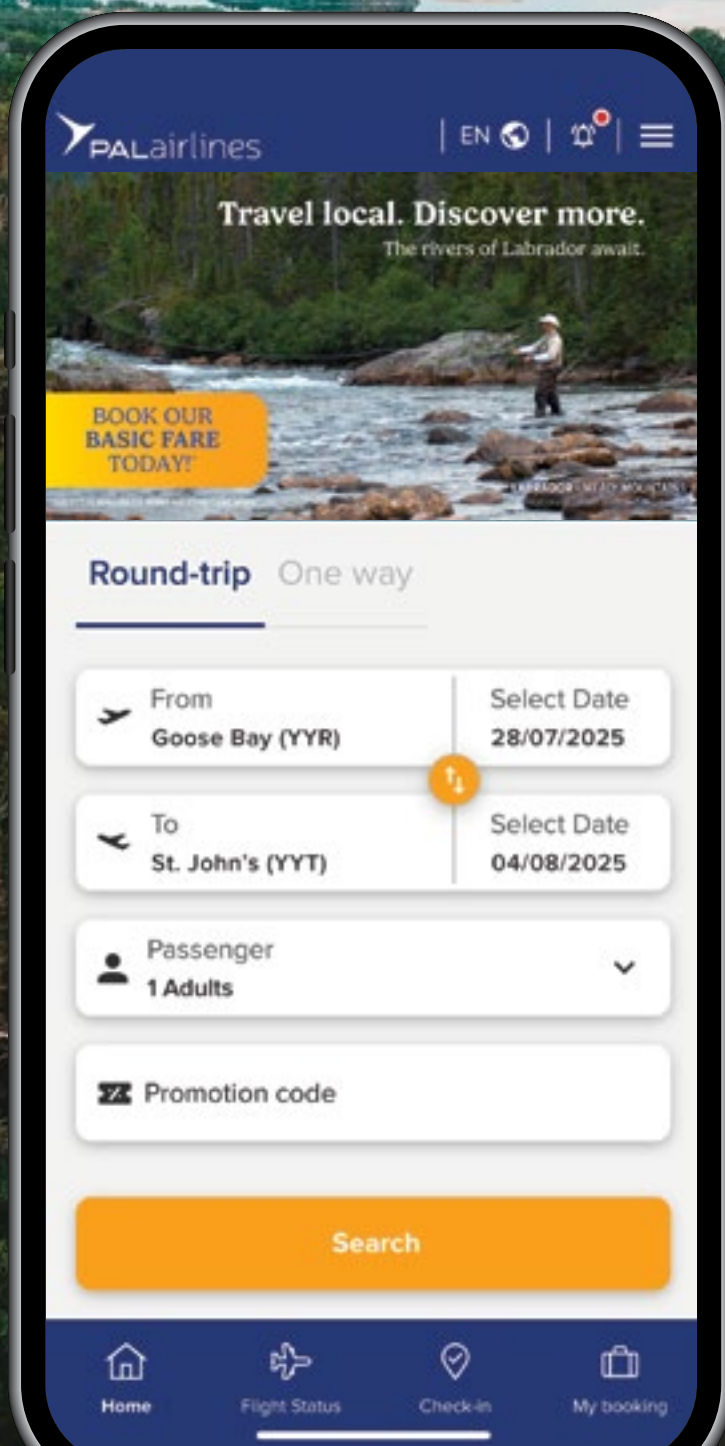 PALairlines
EN
Travel local. Discover more.
The rivers of Labrador await.
BOOK OUR
BASIC FARE
TODAY!
LABRADOR
MOUNTAINS
Round-trip One way
From
Goose Bay (YYR)
Select Date
28/07/2025
To
St. John's (YYT)
Select Date
04/08/2025
Passenger
1 Adults
Promotion code
Search
Home
Flight Status
Check-in
My booking